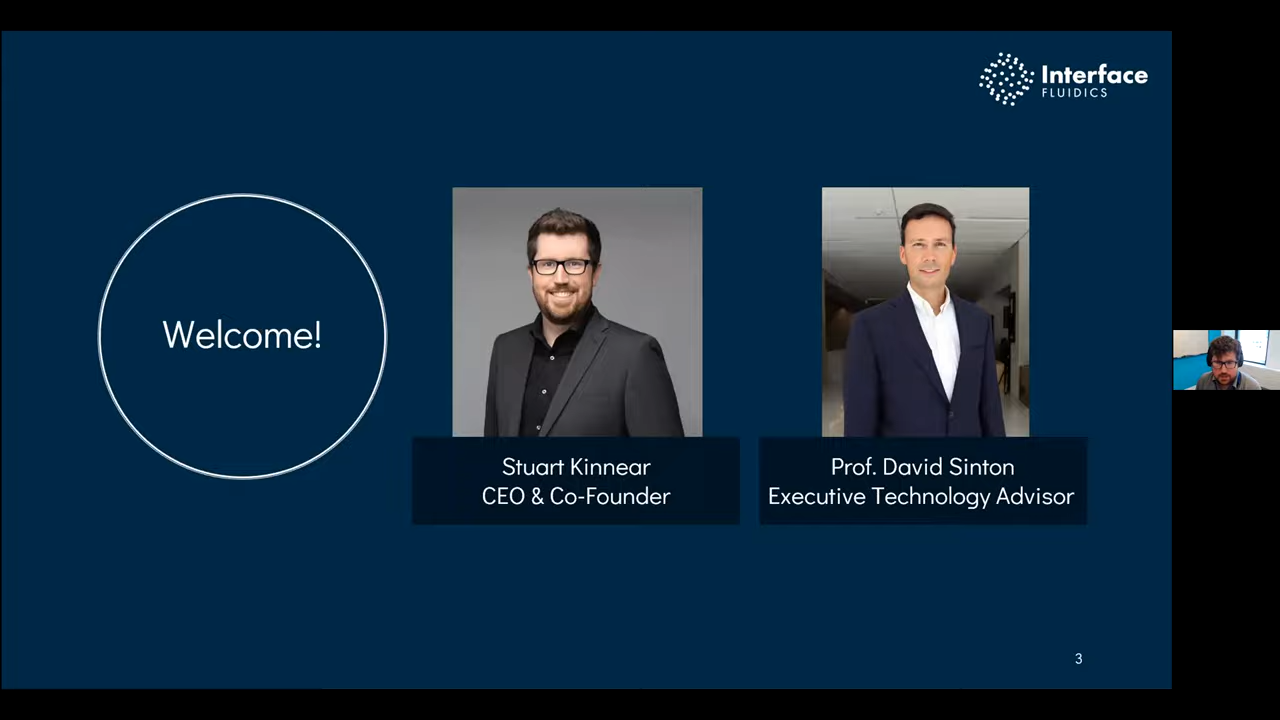 Interface
FLUIDICS
Welcome!
Stuart Kinnear
CEO & Co-Founder
Prof. David Sinton
Executive Technology Advisor
3